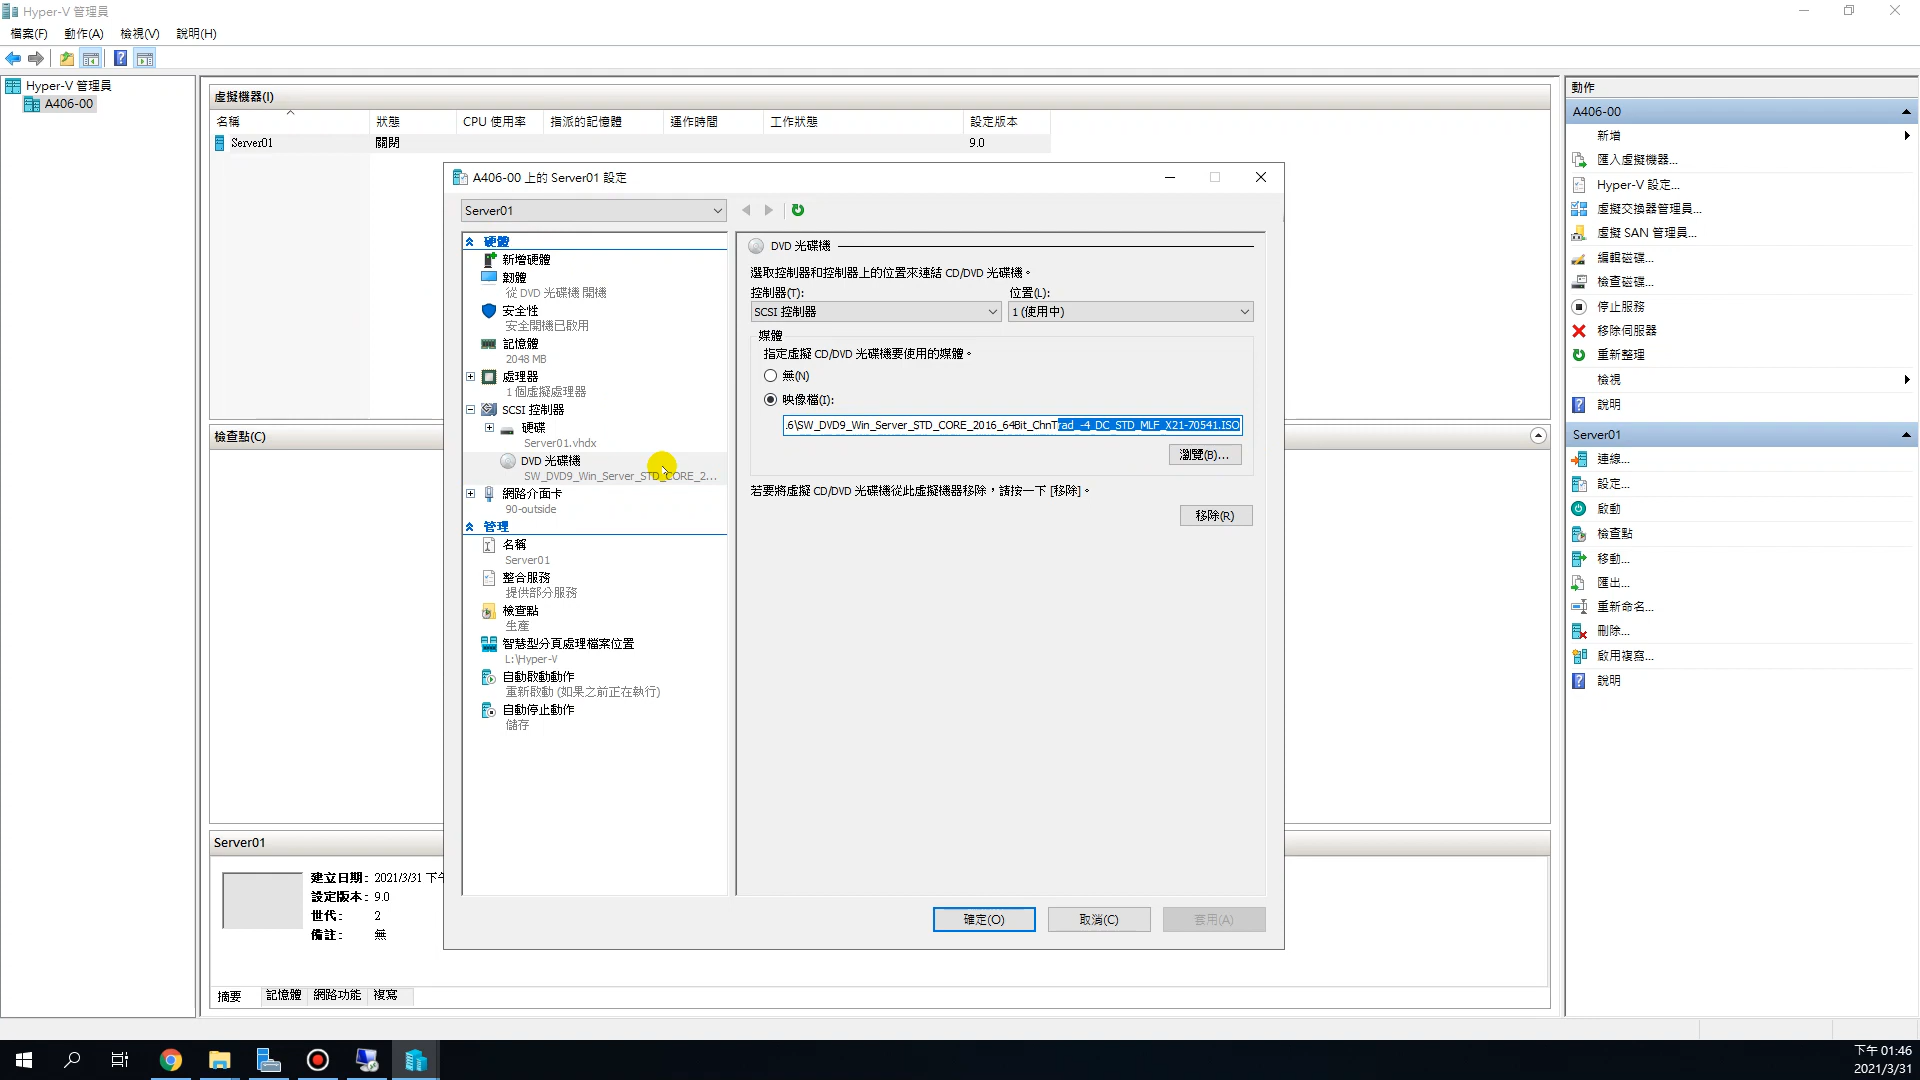 Hyper-V 管理員
檔案(F) 動作(A) 檢視(V) 說明(H)
Hyper-V 管理員
A406-00
虛擬機器(I)
名稱 狀態 CPU 使用率 指派的記憶體 運作時間 工作狀態 設定版本
Server01 關閉 9.0
檢查點(C)
Server01
建立日期: 2021/3/31 下午
設定版本: 9.0
世代: 2
備註: 無
摘要 記憶體 網路功能 複寫
A406-00 上的 Server01 設定
Server01
硬體
新增硬體
韌體
從 DVD 光碟機 開機
安全性
安全開機已啟用
記憶體
2048 MB
處理器
1 個虛擬處理器
SCSI 控制器
硬碟
Server01.vhdx
DVD 光碟機
SW_DVD9_Win_Server_STD_CORE_2...
網路介面卡
90-outside
管理
名稱
Server01
整合服務
提供部分服務
檢查點
生產
智慧型分頁處理檔案位置
L:\Hyper-V
自動啟動動作
重新啟動 (如果之前正在執行)
自動停止動作
儲存
DVD 光碟機
選取控制器和控制器上的位置來連結 CD/DVD 光碟機。
控制器(T): 位置(L):
SCSI 控制器 1 (使用中)
媒體
指定虛擬 CD/DVD 光碟機要使用的媒體。
無(N)
映像檔(I):
.6\SW_DVD9_Win_Server_STD_CORE_2016_64Bit_ChnTrad_-4_DC_STD_MLF_X21-70541.ISO
瀏覽(B)...
若要將虛擬 CD/DVD 光碟機從此虛擬機器移除，請按一下 [移除]。
移除(R)
確定(O) 取消(C) 套用(A)
動作
A406-00
新增
匯入虛擬機器...
Hyper-V 設定...
虛擬交換器管理員...
虛擬 SAN 管理員...
編輯磁碟...
檢查磁碟...
停止服務
移除伺服器
重新整理
檢視
說明
Server01
連線...
設定...
啟動
檢查點
移動...
匯出...
重新命名...
刪除...
啟用複寫...
說明
下午 01:46
2021/3/31